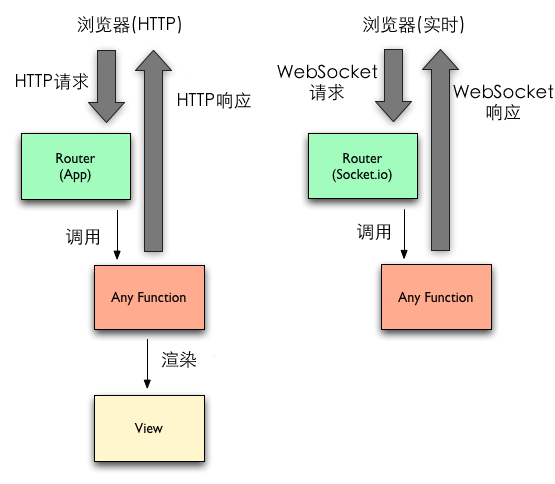 浏览器(HTTP)
HTTP请求
HTTP响应
Router
(App)
调用
Any Function
渲染
View
浏览器(实时)
WebSocket
请求
WebSocket
响应
Router
(Socket.io)
调用
Any Function